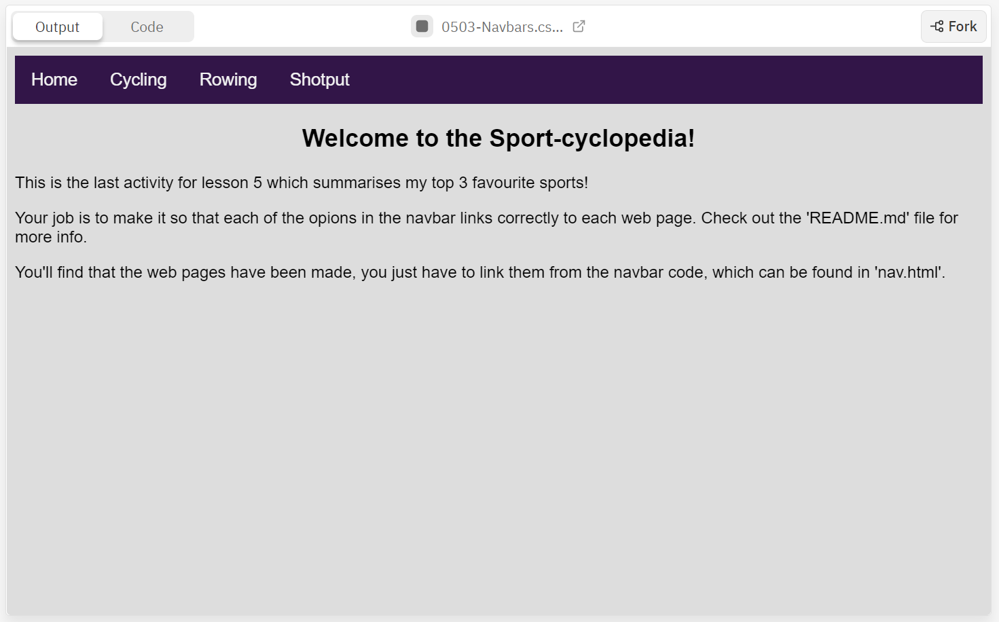 Output Code 0503-Navbars.cs... Fork
Home Cycling Rowing Shotput
Welcome to the Sport-cyclopedia!
This is the last activity for lesson 5 which summarises my top 3 favourite sports!
Your job is to make it so that each of the opions in the navbar links correctly to each web page. Check out the 'README.md' file for
more info.
You'll find that the web pages have been made, you just have to link them from the navbar code, which can be found in 'nav.html'.